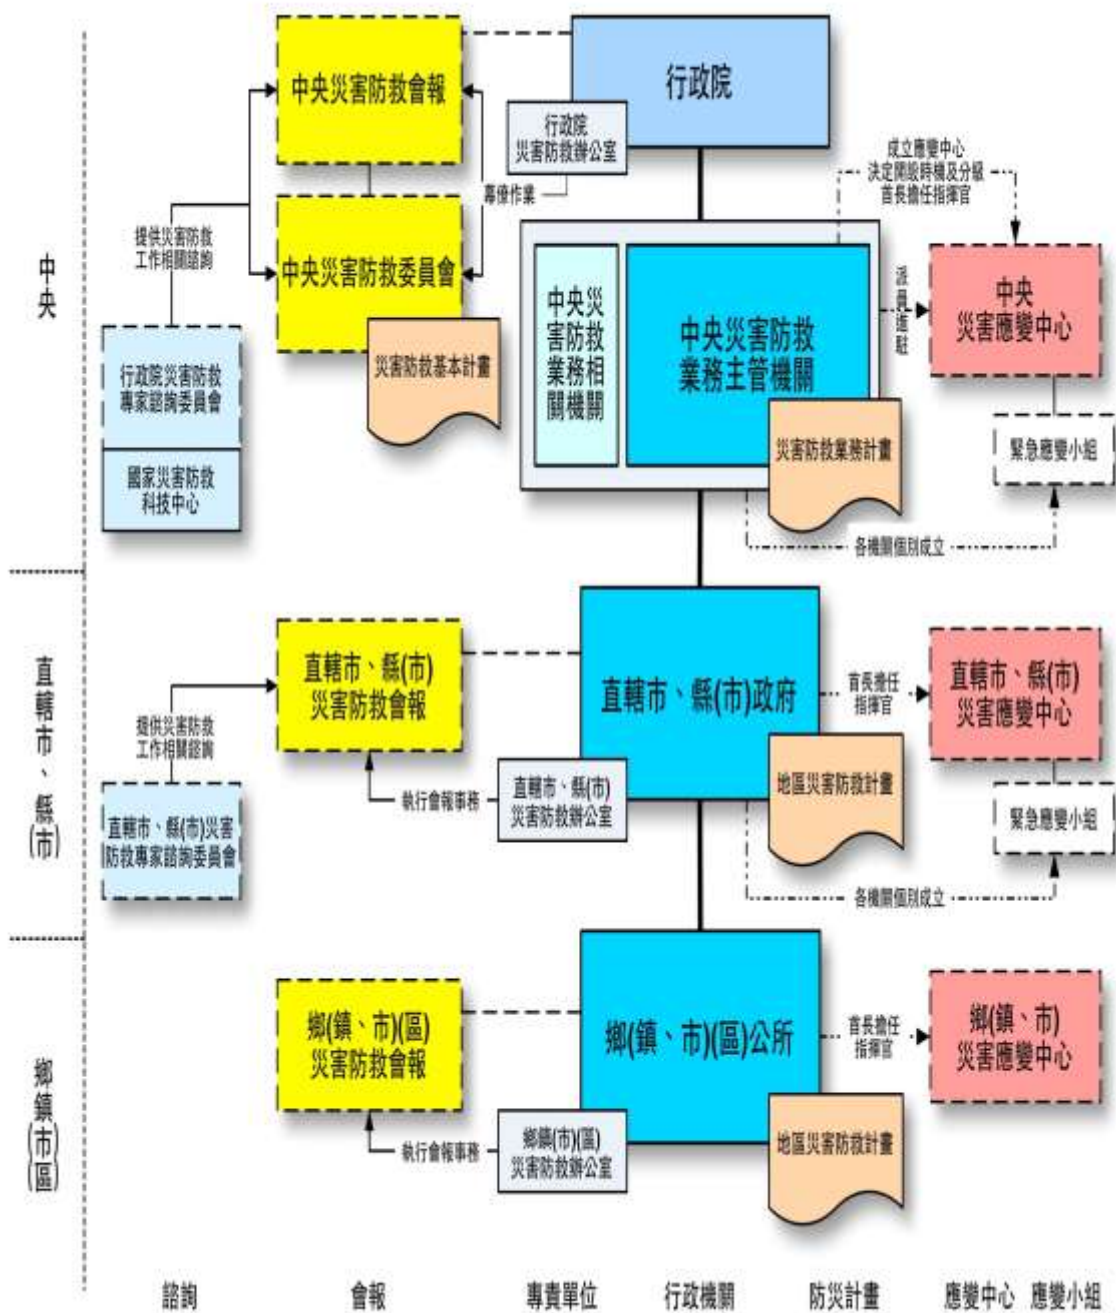 中央災害防救會報
行政院
行政院
災害防救辦公室
幕僚作業
成立應變中心
決定開設時機及分級
首長擔任指揮官
提供災害防救
工作相關諮詢
中央災害防救委員會
災害防救基本計畫
中央
行政院災害防救
專家諮詢委員會
國家災害防救
科技中心
中央災
害防救
業務相
關機關
中央災害防救
業務主管機關
災害防救業務計畫
派員進駐
中央
災害應變中心
緊急應變小組
各機關個別成立
直轄市、縣(市)
直轄市、縣(市)
災害防救會報
直轄市、縣(市)政府
首長擔任
指揮官
直轄市、縣(市)
災害應變中心
提供災害防救
工作相關諮詢
直轄市、縣(市)災害
防救專家諮詢委員會
執行會報事務
直轄市、縣(市)
災害防救辦公室
地區災害防救計畫
緊急應變小組
各機關個別成立
鄉鎮(市)(區)
鄉(鎮、市)(區)
災害防救會報
鄉(鎮、市)(區)公所
首長擔任
指揮官
鄉(鎮、市)
災害應變中心
執行會報事務
鄉鎮(市)(區)
災害防救辦公室
地區災害防救計畫
諮詢
會報
專責單位
行政機關
防災計畫
應變中心
應變小組